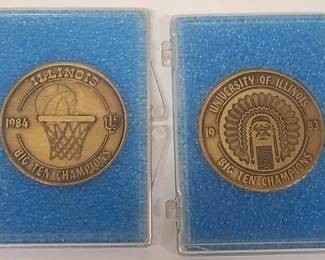 ILLINOIS
1984
BIG TEN CHAMPIONS
UNIVERSITY OF ILLINOIS
19 83
BIG TEN CHAMPIONS